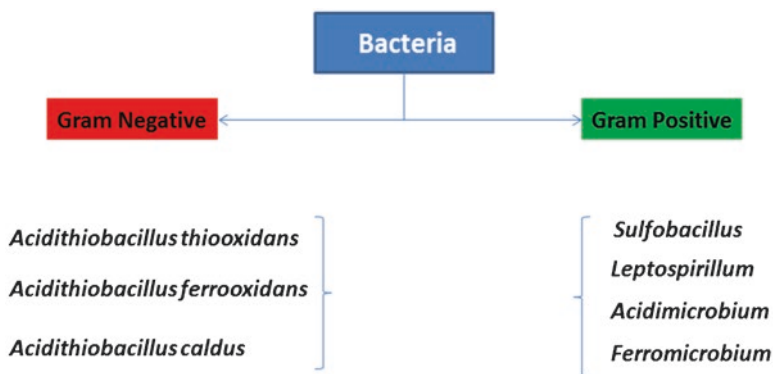 Bacteria
Gram Negative
Gram Positive
Acidithiobacillus thiooxidans
Acidithiobacillus ferrooxidans
Acidithiobacillus caldus
Sulfobacillus
Leptospirillum
Acidimicrobium
Ferromicrobium